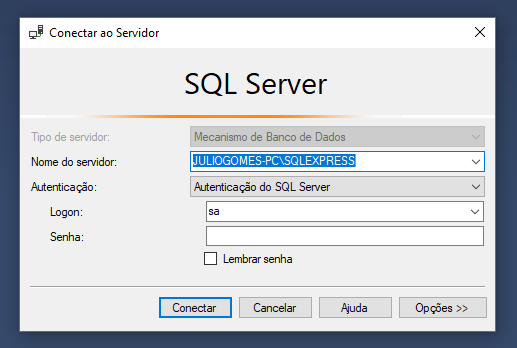 Conectar ao Servidor
SQL Server
Tipo de servidor: Mecanismo de Banco de Dados
Nome do servidor: JULIOGOMES-PC\SQLEXPRESS
Autenticação: Autenticação do SQL Server
Logon: sa
Senha:
Lembrar senha
Conectar Cancelar Ajuda Opções >>